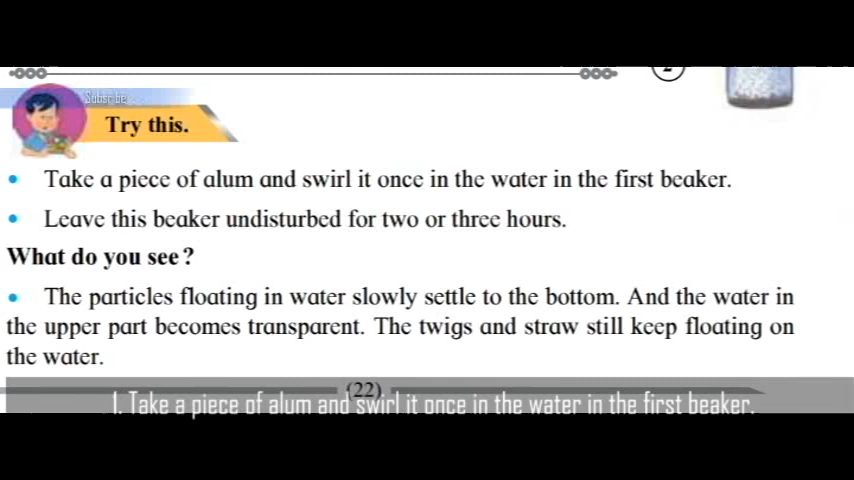 2
Subscribe
Try this.
• Take a piece of alum and swirl it once in the water in the first beaker.
• Leave this beaker undisturbed for two or three hours.
What do you see?
• The particles floating in water slowly settle to the bottom. And the water in
the upper part becomes transparent. The twigs and straw still keep floating on
the water.
(22)
1. Take a piece of alum and swirl it once in the water in the first beaker.